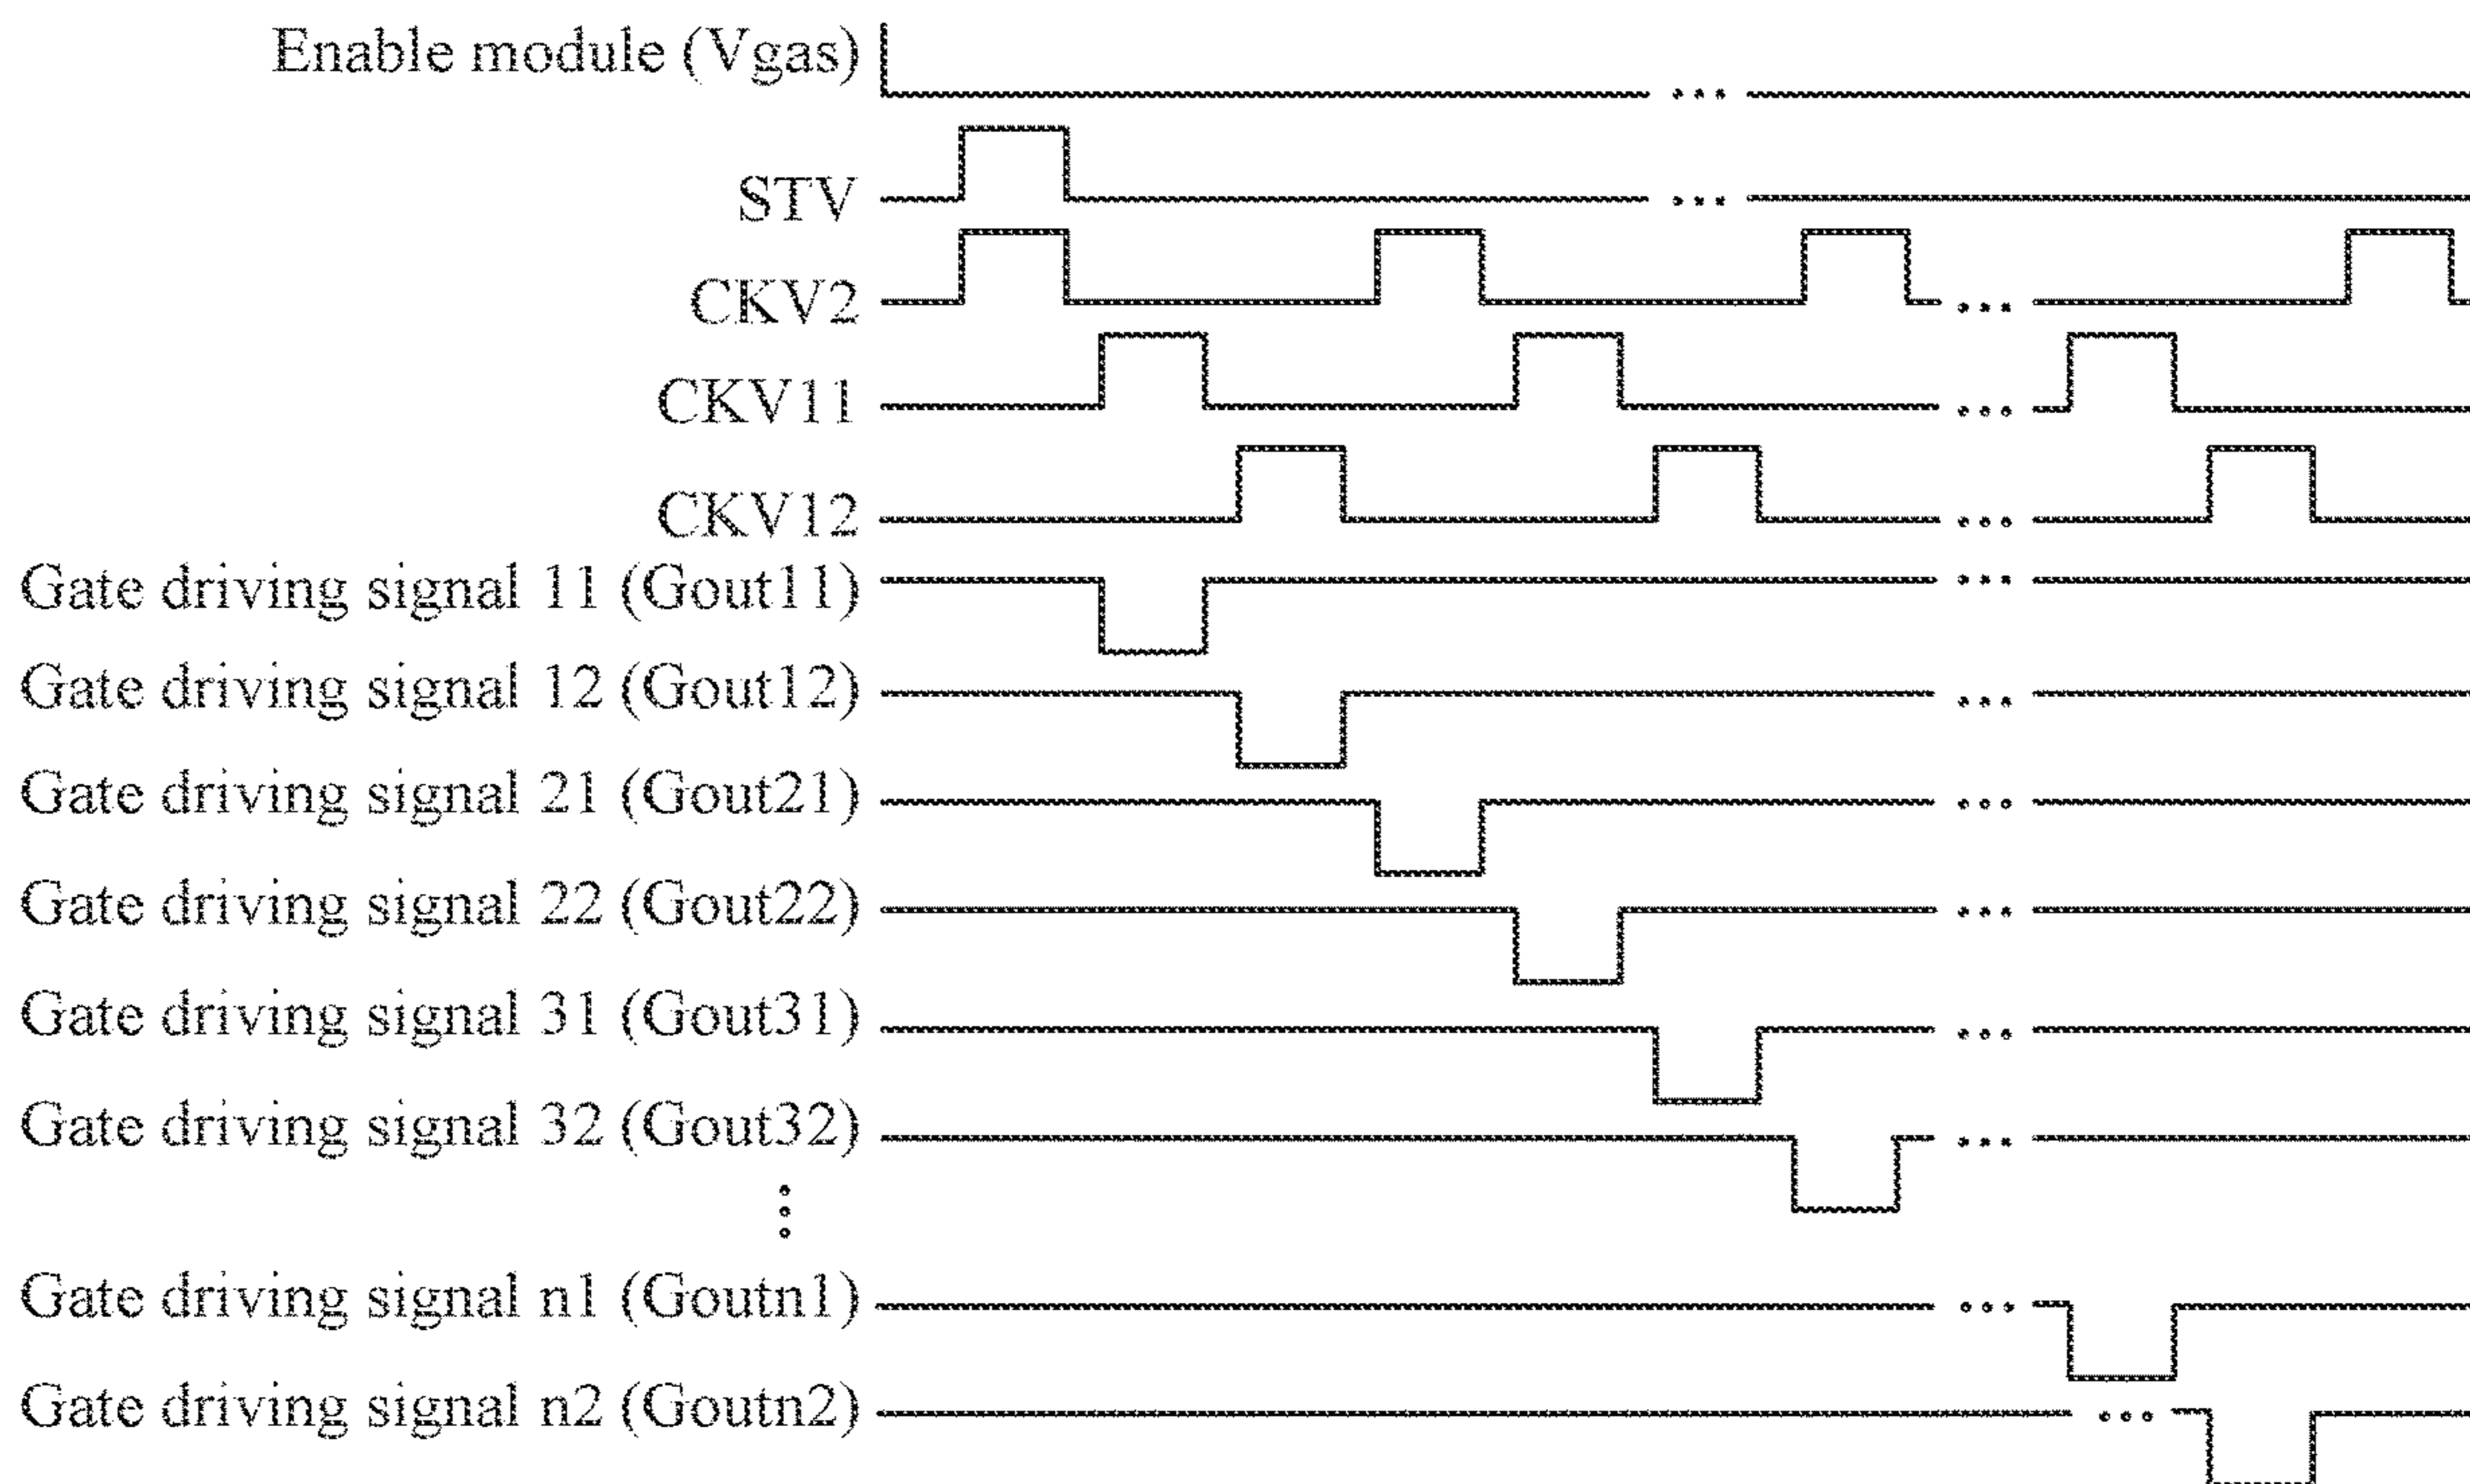 Enable module (Vgas)
STV
CKV2
CKV11
CKV12
Gate driving signal 11 (Gout11)
Gate driving signal 12 (Gout12)
Gate driving signal 21 (Gout21)
Gate driving signal 22 (Gout22)
Gate driving signal 31 (Gout31)
Gate driving signal 32 (Gout32)
Gate driving signal n1 (Goutn1)
Gate driving signal n2 (Goutn2)